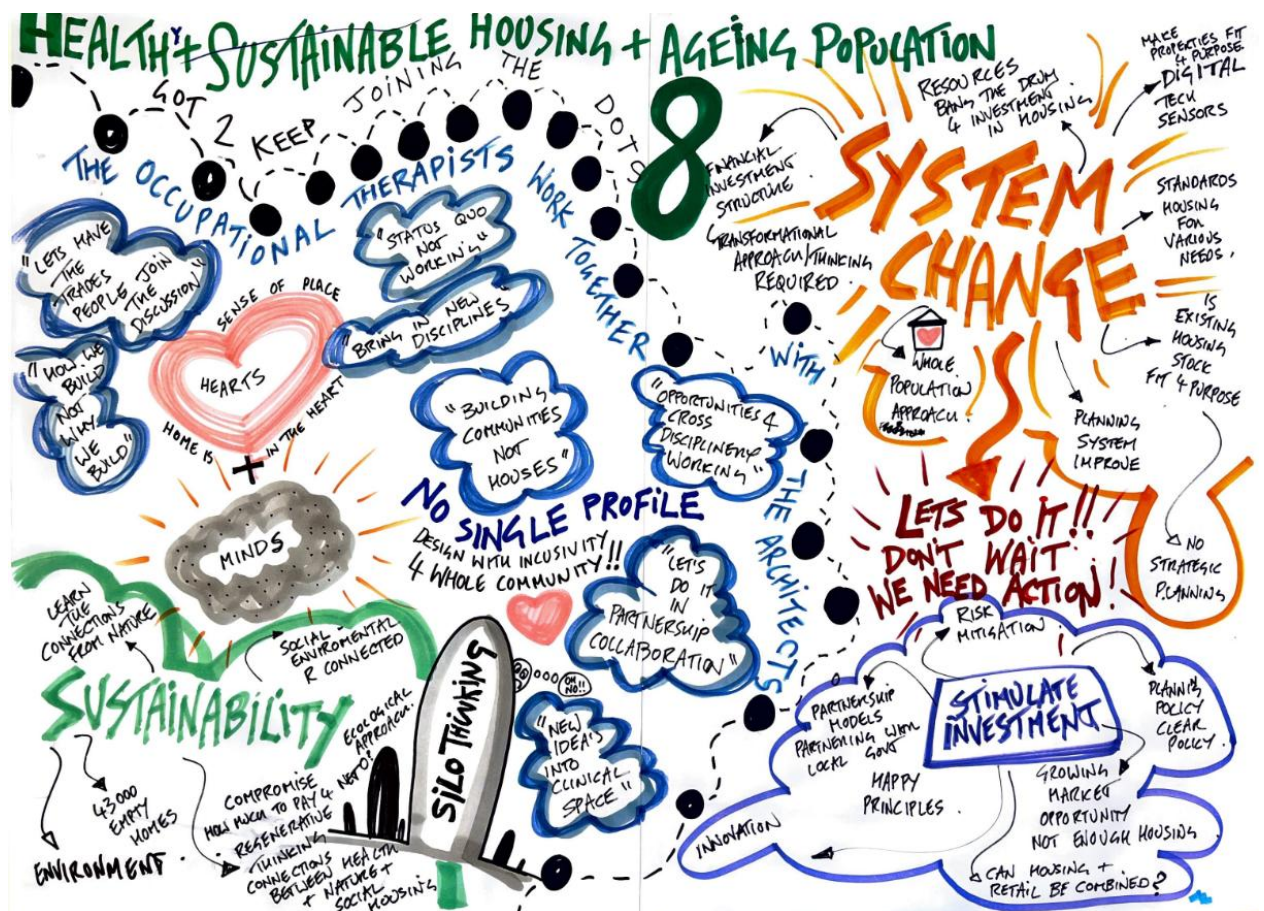 HEALTHY + SUSTAINABLE HOUSING + AGEING POPULATION
8
GOT 2 KEEP JOINING THE DOTS
THE OCCUPATIONAL THERAPISTS WORK TOGETHER WITH THE ARCHITECTS
"LETS HAVE
THE
TRADES
PEOPLE JOIN
THE
DISCUSSION"
"STATUS QUO
NOT
WORKING"
"BRING IN NEW
DISCIPLINES"
"HOW WE
BUILD
NOT
WHY
WE
BUILD"
SENSE OF PLACE
HEARTS
HOME IS IN THE HEART
+
MINDS
"BUILDING
COMMUNITIES
NOT
HOUSES"
"OPPORTUNITIES 4
CROSS
DISCIPLINERY
WORKING"
NO SINGLE PROFILE
DESIGN WITH INCUSIVITY
4 WHOLE COMMUNITY!!
"LET'S
DO IT
IN
PARTNERSHIP
COLLABORATION"
"NEW
IDEA'S
INTO
CLINICAL
SPACE"
OH
NO!!
SILO THINKING
LEARN
THE
CONNECTIONS
FROM NATURE
SOCIAL +
ENVIROMENTAL
R CONNECTED
SUSTAINABILITY
43000
EMPTY
HOMES
ENVIRONMENT
ECOLOGICAL
APPROACH.
COMPROMISE
HOW MUCH TO PAY 4 NET 0?
REGENERATIVE
THINKING
CONNECTIONS
BETWEEN HEALTH
+ NATURE +
SOCIAL
HOUSING
SYSTEM
CHANGE
FINANCIAL
INVESTMENT
STRUCTURE
TRANSFORMATIONAL
APPROACH/THINKING
REQUIRED.
RESOURCES
BANG THE DRUM
4 INVESTMENT
IN HOUSING
MAKE
PROPERTIES FIT
4 PURPOSE
DIGITAL
TECH
SENSORS
STANDARDS
HOUSING
FOR
VARIOUS
NEEDS.
IS
EXISTING
HOUSING
STOCK
FIT 4 PURPOSE
NO
STRATEGIC
PLANNING
PLANNING
SYSTEM
IMPROVE
WHOLE
POPULATION
APPROACH
LETS DO IT!!
DON'T WAIT
WE NEED ACTION!
STIMULATE
INVESTMENT
RISK
MITIGATION
PLANNIG
POLICY
CLEAR
POLICY.
PARTNERSHIP
MODELS
PARTNERING WITH
LOCAL GOVT
HAPPY
PRINCIPLES.
GROWING
MARKET
OPPORTUNITY
NOT ENOUGH HOUSING
INNOVATION
CAN HOUSING +
RETAIL BE COMBINED?